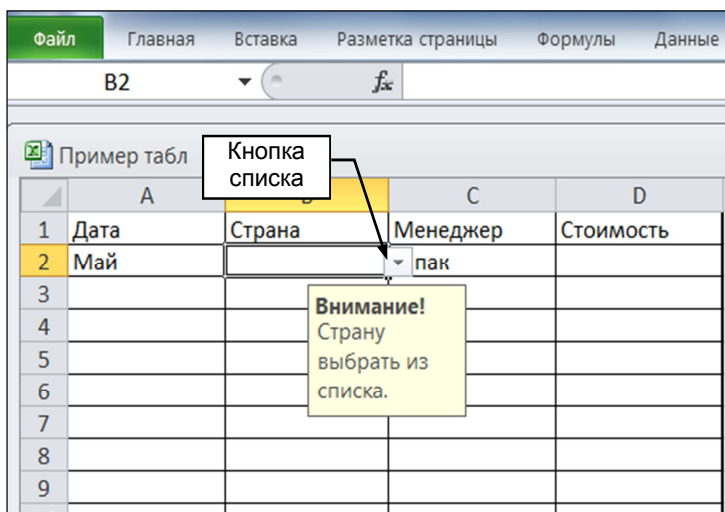 Файл Главная Вставка Разметка страницы Формулы Данные
B2 fx
Пример табл
Кнопка
списка
A C D
1 Дата Страна Менеджер Стоимость
2 Май пак
3
4
5
6
7
8
9
Внимание!
Страну
выбрать из
списка.